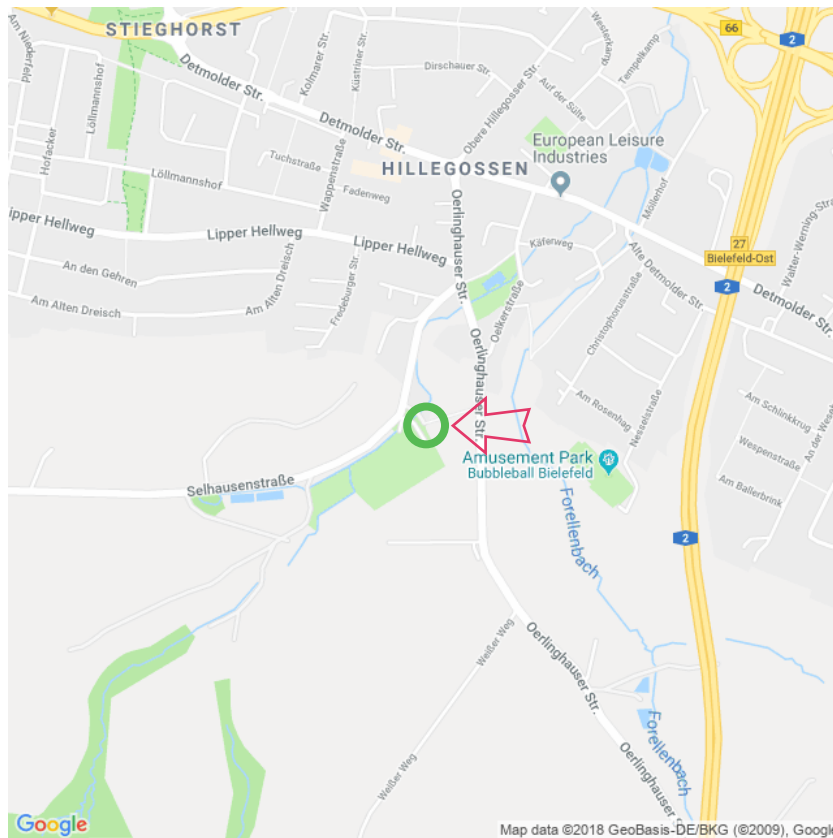 STIEGHORST
66
2
Am Niederfeld
Löllmannshof
Hofacker
Detmolder Str.
Kolmarer Str.
Küstriner Str.
Dirschauer Str.
Westerkamp
Tempelkamp
Auf der Sülte
Obere Hillegosser Str.
Detmolder Str.
European Leisure
Industries
HILLEGOSSEN
Tuchstraße
Wappenstraße
Löllmannshof
Fadenweg
Oerlinghauser Str.
Möllerhof
Lipper Hellweg
Lipper Hellweg
Lipper Hellweg
Käferweg
Alte Detmolder Str.
27
Bielefeld-Ost
Walter-Werning-Straße
2
Detmolder Str.
An den Gehren
Am Alten Dreisch
Am Alten Dreisch
Fredeburger Str.
Oelkerstraße
Christophorusstraße
Oerlinghauser Str.
Am Rosenhag
Nesselstraße
Am Schlinkkrug
An der Wese
Wespenstraße
Amusement Park
Bubbleball Bielefeld
Am Ballerbrink
Selhausenstraße
2
Forellenbach
Weißer Weg
Oerlinghauser Str.
Forellenbach
Oerlinghauser Str.
Weißer Weg
Google
Map data ©2018 GeoBasis-DE/BKG (©2009), Google